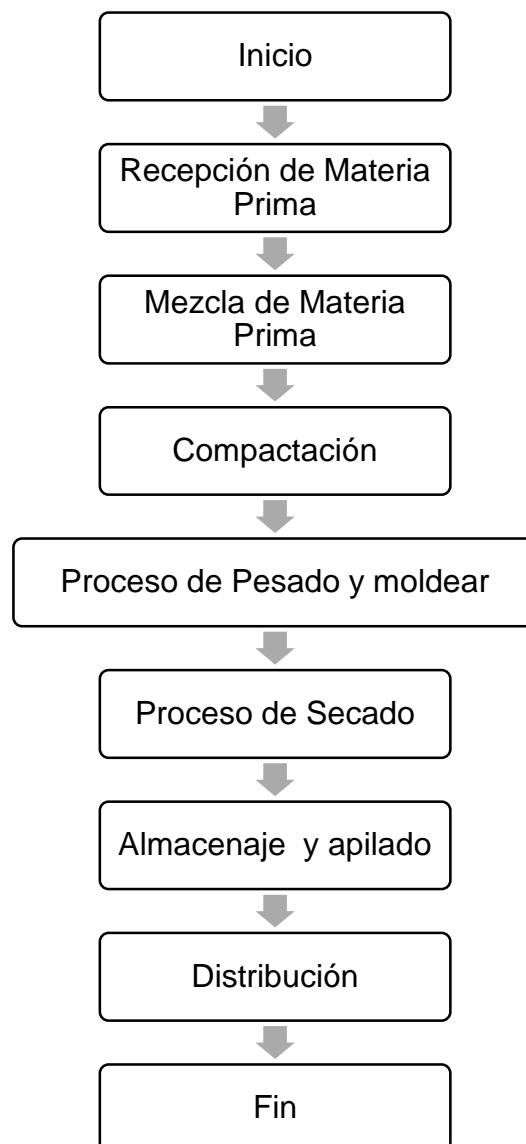 Inicio
Recepción de Materia
Prima
Mezcla de Materia
Prima
Compactación
Proceso de Pesado y moldear
Proceso de Secado
Almacenaje  y apilado
Distribución
Fin